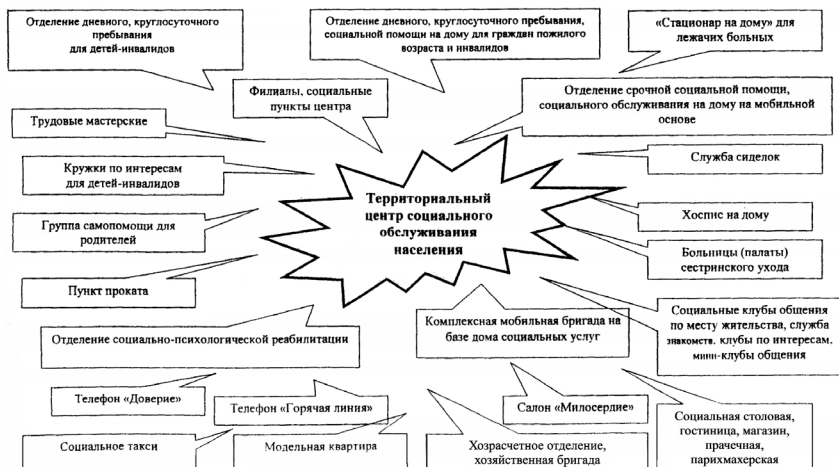 Отделение дневного, круглосуточного
пребывания
для детей-инвалидов
Отделение дневного, круглосуточного пребывания,
социальной помощи на дому для граждан пожилого
возраста и инвалидов
«Стационар на дому» для
лежачих больных
Филиалы, социальные
пункты центра
Отделение срочной социальной помощи,
социального обслуживания на дому на мобильной
основе
Трудовые мастерские
Служба сиделок
Кружки по интересам
для детей-инвалидов
Территориальный
центр социального
обслуживания
населения
Хоспис на дому
Группа самопомощи для
родителей
Больницы (палаты)
сестринского ухода
Пункт проката
Социальные клубы общения
по месту жительства, служба
знакомств. клубы по интересам.
мини-клубы общения
Отделение социально-психологической реабилитации
Комплексная мобильная бригада на
базе дома социальных услуг
Телефон «Доверие»
Телефон «Горячая линия»
Салон «Милосердие»
Социальная столовая,
гостиница, магазин,
прачечная,
парихмахерская
Социальное такси
Модельная квартира
Хозрасчетное отделение,
хозяйственная бригада